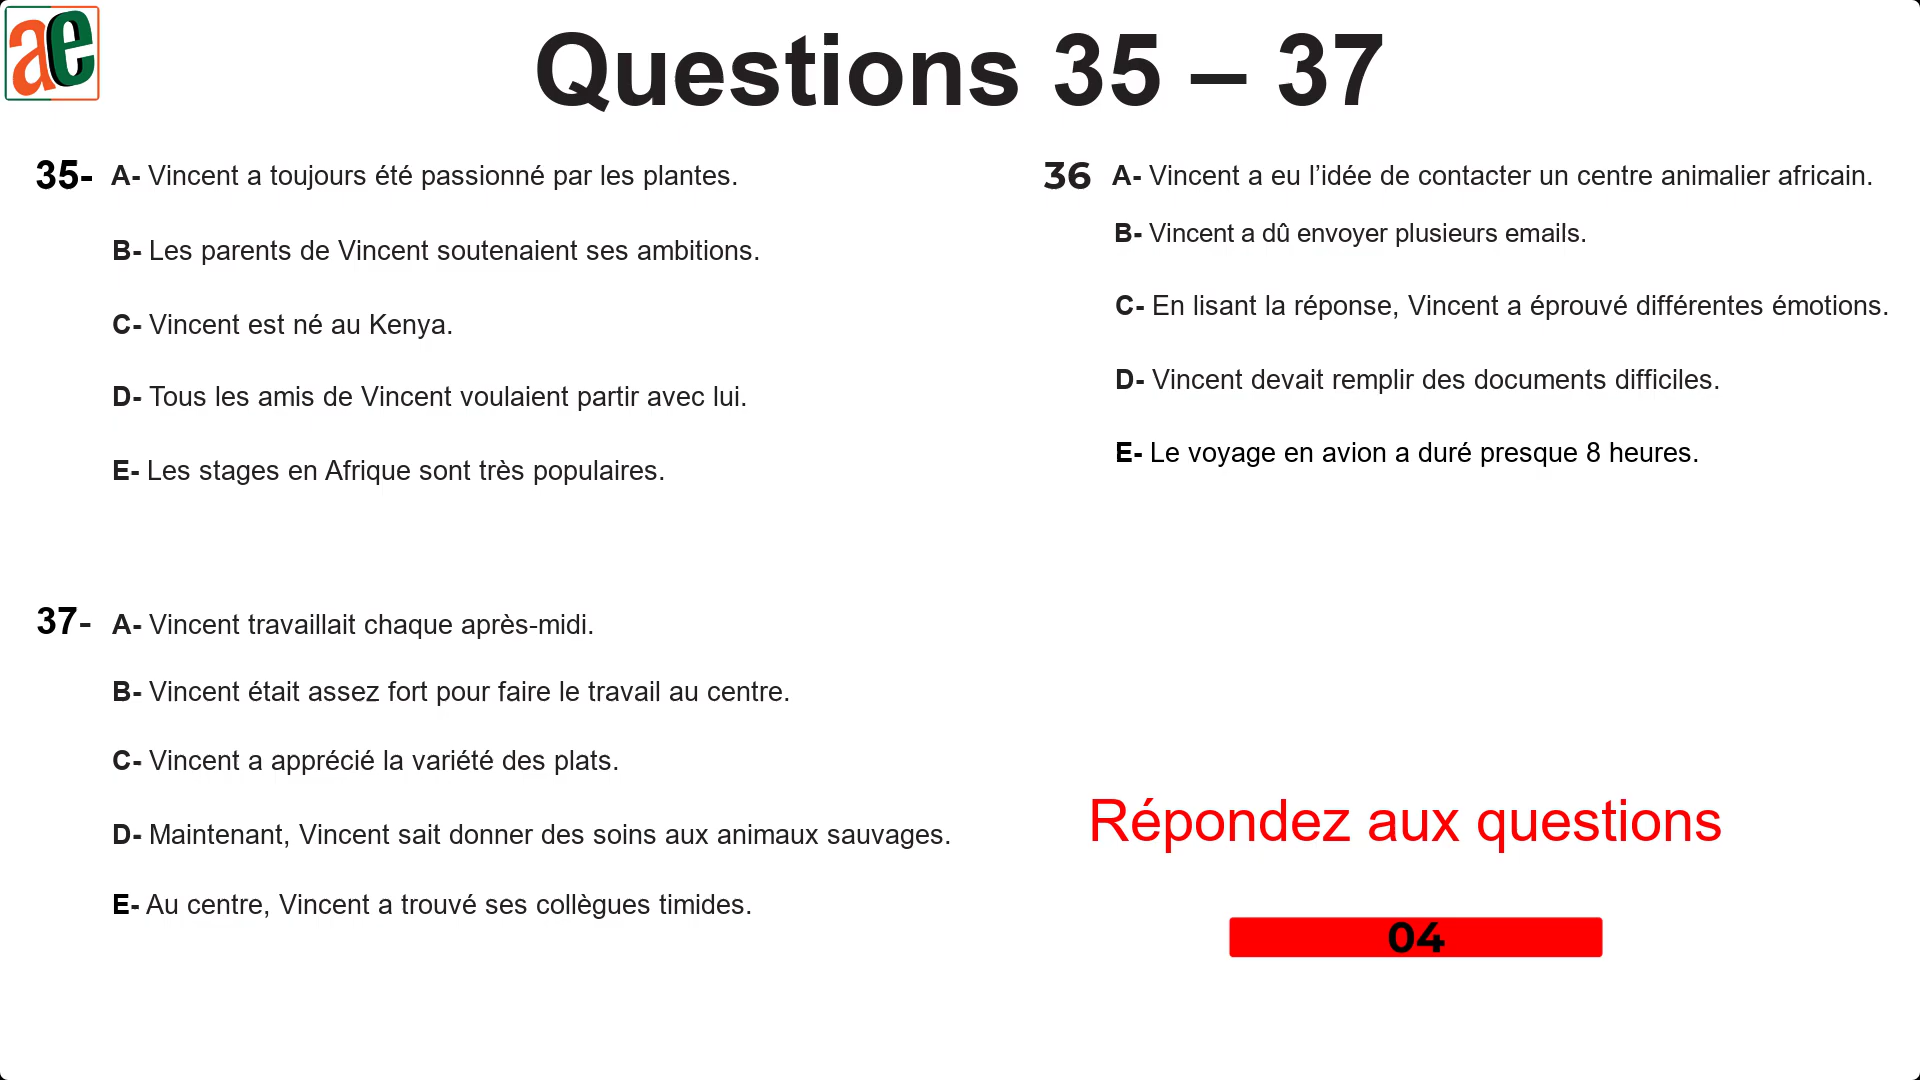 ae
Questions 35 – 37
35- A- Vincent a toujours été passionné par les plantes.
B- Les parents de Vincent soutenaient ses ambitions.
C- Vincent est né au Kenya.
D- Tous les amis de Vincent voulaient partir avec lui.
E- Les stages en Afrique sont très populaires.
36 A- Vincent a eu l’idée de contacter un centre animalier africain.
B- Vincent a dû envoyer plusieurs emails.
C- En lisant la réponse, Vincent a éprouvé différentes émotions.
D- Vincent devait remplir des documents difficiles.
E- Le voyage en avion a duré presque 8 heures.
37- A- Vincent travaillait chaque après-midi.
B- Vincent était assez fort pour faire le travail au centre.
C- Vincent a apprécié la variété des plats.
D- Maintenant, Vincent sait donner des soins aux animaux sauvages.
E- Au centre, Vincent a trouvé ses collègues timides.
Répondez aux questions
04